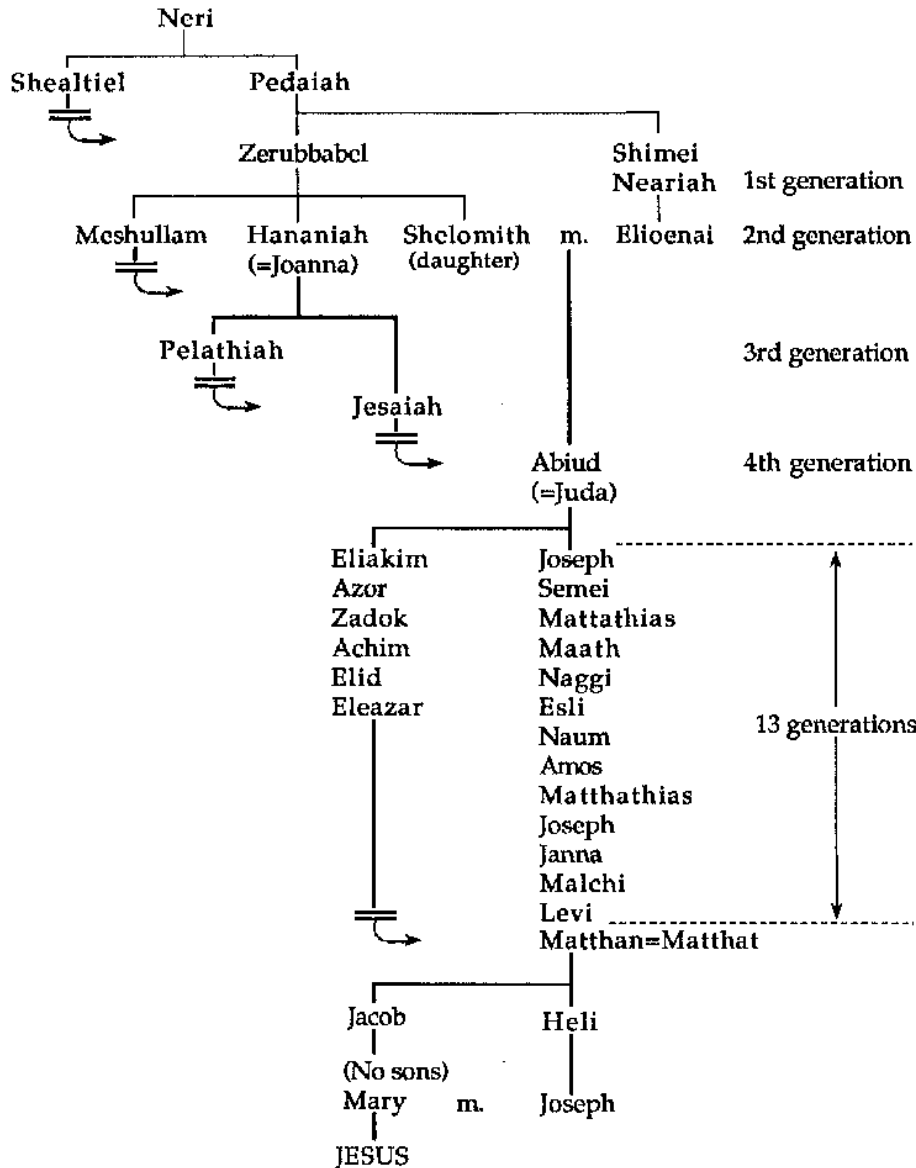 Neri
Shealtiel Pedaiah
Zerubbabel Shimei
Neariah 1st generation
Meshullam Hananiah Shelomith m. Elioenai 2nd generation
(=Joanna) (daughter)
Pelathiah 3rd generation
Jesaiah
Abiud 4th generation
(=Juda)
Eliakim Joseph
Azor Semei
Zadok Mattathias
Achim Maath
Elid Naggi
Eleazar Esli
Naum 13 generations
Amos
Matthathias
Joseph
Janna
Malchi
Levi
Matthan=Matthat
Jacob Heli
(No sons)
Mary m. Joseph
JESUS